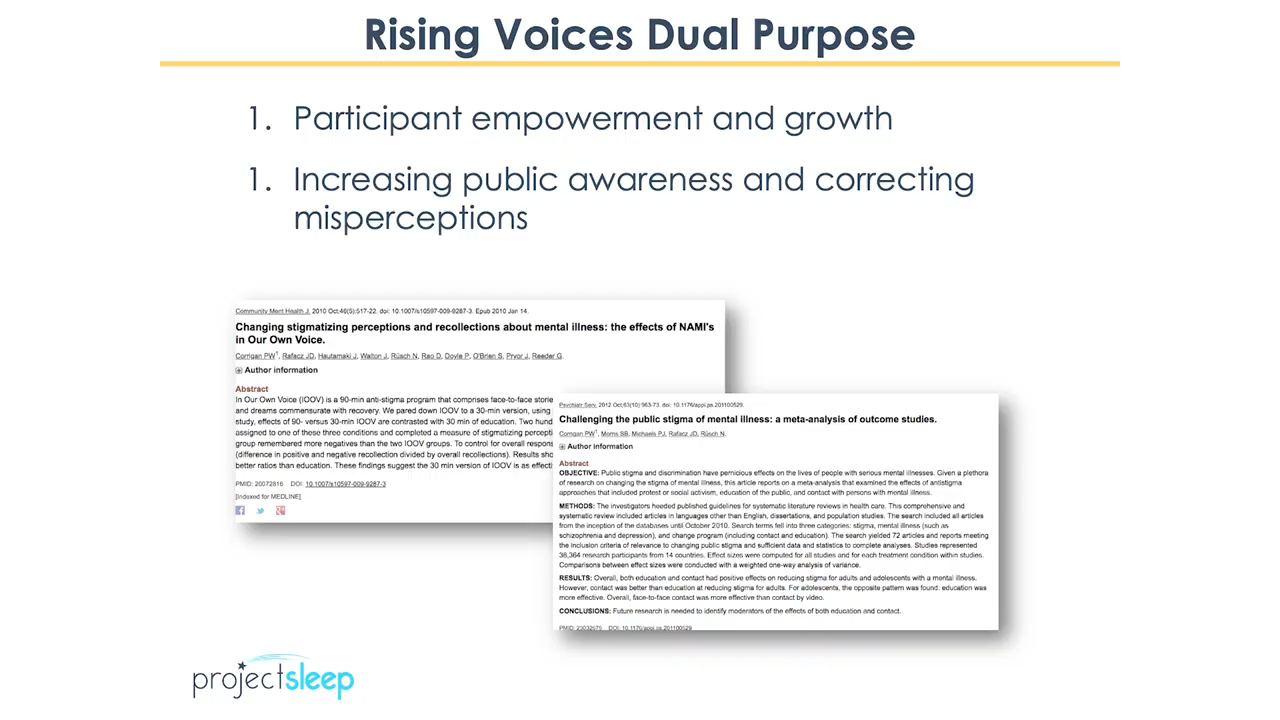 Rising Voices Dual Purpose
1. Participant empowerment and growth
1. Increasing public awareness and correcting
misperceptions
Community Ment Health J. 2010 Oct;46(5):517-22. doi: 10.1007/s10597-009-9287-3. Epub 2010 Jan 14.
Changing stigmatizing perceptions and recollections about mental illness: the effects of NAMI's
in Our Own Voice.
Corrigan PW1, Rafacz JD, Hautamaki J, Walton J, Rüsch N, Rao D, Doyle P, O'Brien S, Pryor J, Reeder G.
Author information
Abstract
In Our Own Voice (IOOV) is a 90-min anti-stigma program that comprises face-to-face storie
and dreams commensurate with recovery. We pared down IOOV to a 30-min version, using
study, effects of 90- versus 30-min IOOV are contrasted with 30 min of education. Two hund
assigned to one of these three conditions and completed a measure of stigmatizing percepti
group remembered more negatives than the two IOOV groups. To control for overall respon
(difference in positive and negative recollection divided by overall recollections). Results sho
better ratios than education. These findings suggest the 30 min version of IOOV is as effecti
PMID: 20072816 DOI: 10.1007/s10597-009-9287-3
[Indexed for MEDLINE]
Psychiatr Serv. 2012 Oct;63(10):963-73. doi: 10.1176/appi.ps.201100529.
Challenging the public stigma of mental illness: a meta-analysis of outcome studies.
Corrigan PW1, Morris SB, Michaels PJ, Rafacz JD, Rüsch N.
Author information
Abstract
OBJECTIVE: Public stigma and discrimination have pernicious effects on the lives of people with serious mental illnesses. Given a plethora
of research on changing the stigma of mental illness, this article reports on a meta-analysis that examined the effects of antistigma
approaches that included protest or social activism, education of the public, and contact with persons with mental illness.
METHODS: The investigators heeded published guidelines for systematic literature reviews in health care. This comprehensive and
systematic review included articles in languages other than English, dissertations, and population studies. The search included all articles
from the inception of the databases until October 2010. Search terms fell into three categories: stigma, mental illness (such as
schizophrenia and depression), and change program (including contact and education). The search yielded 72 articles and reports meeting
the inclusion criteria of relevance to changing public stigma and sufficient data and statistics to complete analyses. Studies represented
38,364 research participants from 14 countries. Effect sizes were computed for all studies and for each treatment condition within studies.
Comparisons between effect sizes were conducted with a weighted one-way analysis of variance.
RESULTS: Overall, both education and contact had positive effects on reducing stigma for adults and adolescents with a mental illness.
However, contact was better than education at reducing stigma for adults. For adolescents, the opposite pattern was found: education was
more effective. Overall, face-to-face contact was more effective than contact by video.
CONCLUSIONS: Future research is needed to identify moderators of the effects of both education and contact.
PMID: 23032675 DOI: 10.1176/appi.ps.201100529
projectsleep